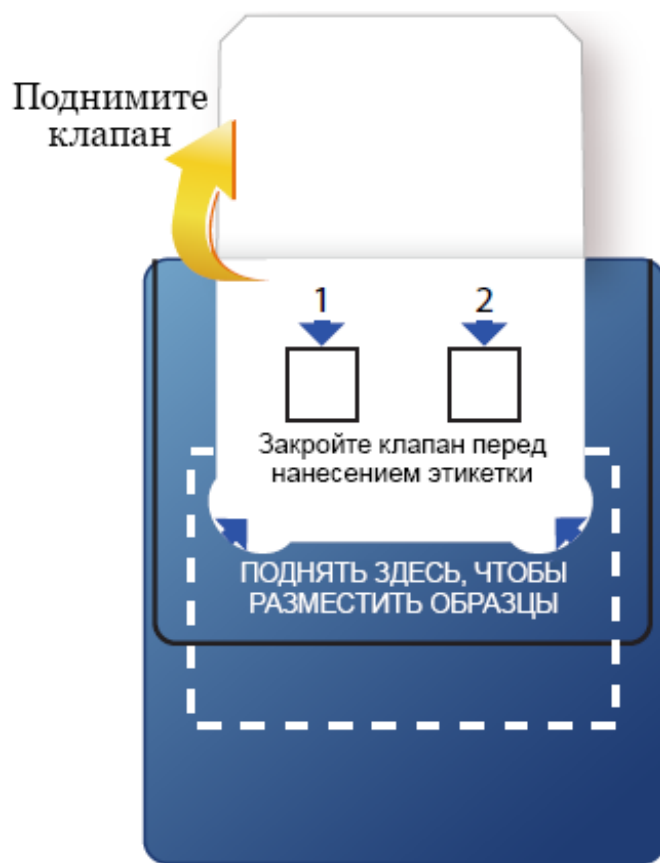 Поднимите
клапан
1 2
Закройте клапан перед
нанесением этикетки
ПОДНЯТЬ ЗДЕСЬ, ЧТОБЫ
РАЗМЕСТИТЬ ОБРАЗЦЫ